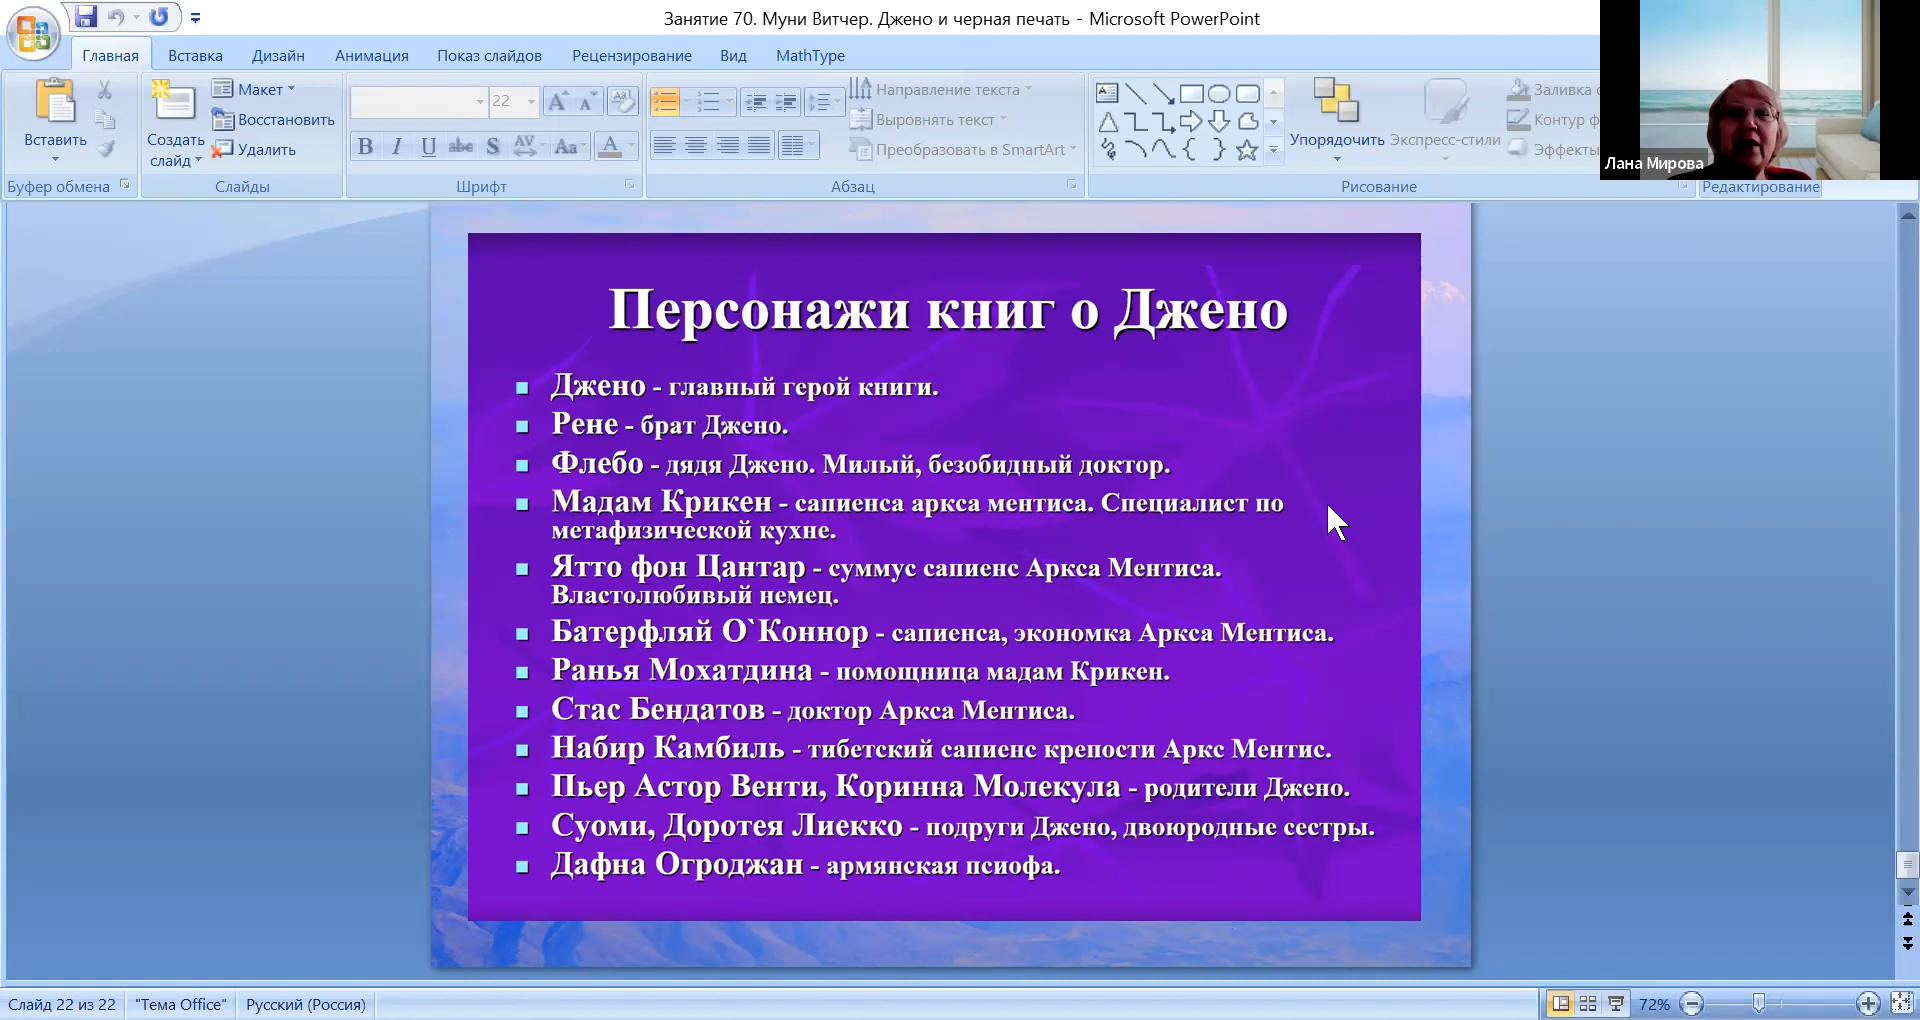 Занятие 70. Муни Витчер. Джено и черная печать - Microsoft PowerPoint
Главная Вставка Дизайн Анимация Показ слайдов Рецензирование Вид MathType
Вставить
Буфер обмена
Создать слайд
Макет
Восстановить
Удалить
Слайды
22
Шрифт
Направление текста
Выровнять текст
Преобразовать в SmartArt
Абзац
Упорядочить
Экспресс-стили
Заливка
Контур ф
Эффекты
Рисование
Редактирование
Лана Мирова
Персонажи книг о Джено
Джено - главный герой книги.
Рене - брат Джено.
Флебо - дядя Джено. Милый, безобидный доктор.
Мадам Крикен - сапиенса аркса ментиса. Специалист по
метафизической кухне.
Ятто фон Цантар - суммус сапиенс Аркса Ментиса.
Властолюбивый немец.
Батерфляй О`Коннор - сапиенса, экономка Аркса Ментиса.
Ранья Мохатдина - помощница мадам Крикен.
Стас Бендатов - доктор Аркса Ментиса.
Набир Камбиль - тибетский сапиенс крепости Аркс Ментис.
Пьер Астор Венти, Коринна Молекула - родители Джено.
Суоми, Доротея Лиекко - подруги Джено, двоюродные сестры.
Дафна Огроджан - армянская псиофа.
Слайд 22 из 22 "Тема Office" Русский (Россия) 72%